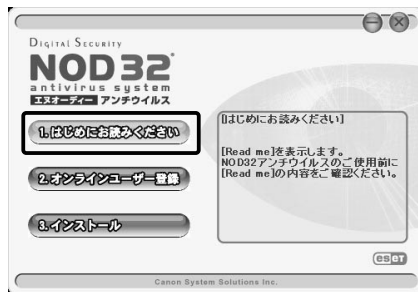 DIGITAL SECURITY
NOD32
antivirus system
エヌオーディー アンチウイルス
1.はじめにお読みください
2.オンラインユーザー登録
3.インストール
[はじめにお読みください]
[Read me]を表示します。
NOD32アンチウイルスのご使用前に
[Read me]の内容をご確認ください。
eset
Canon System Solutions Inc.